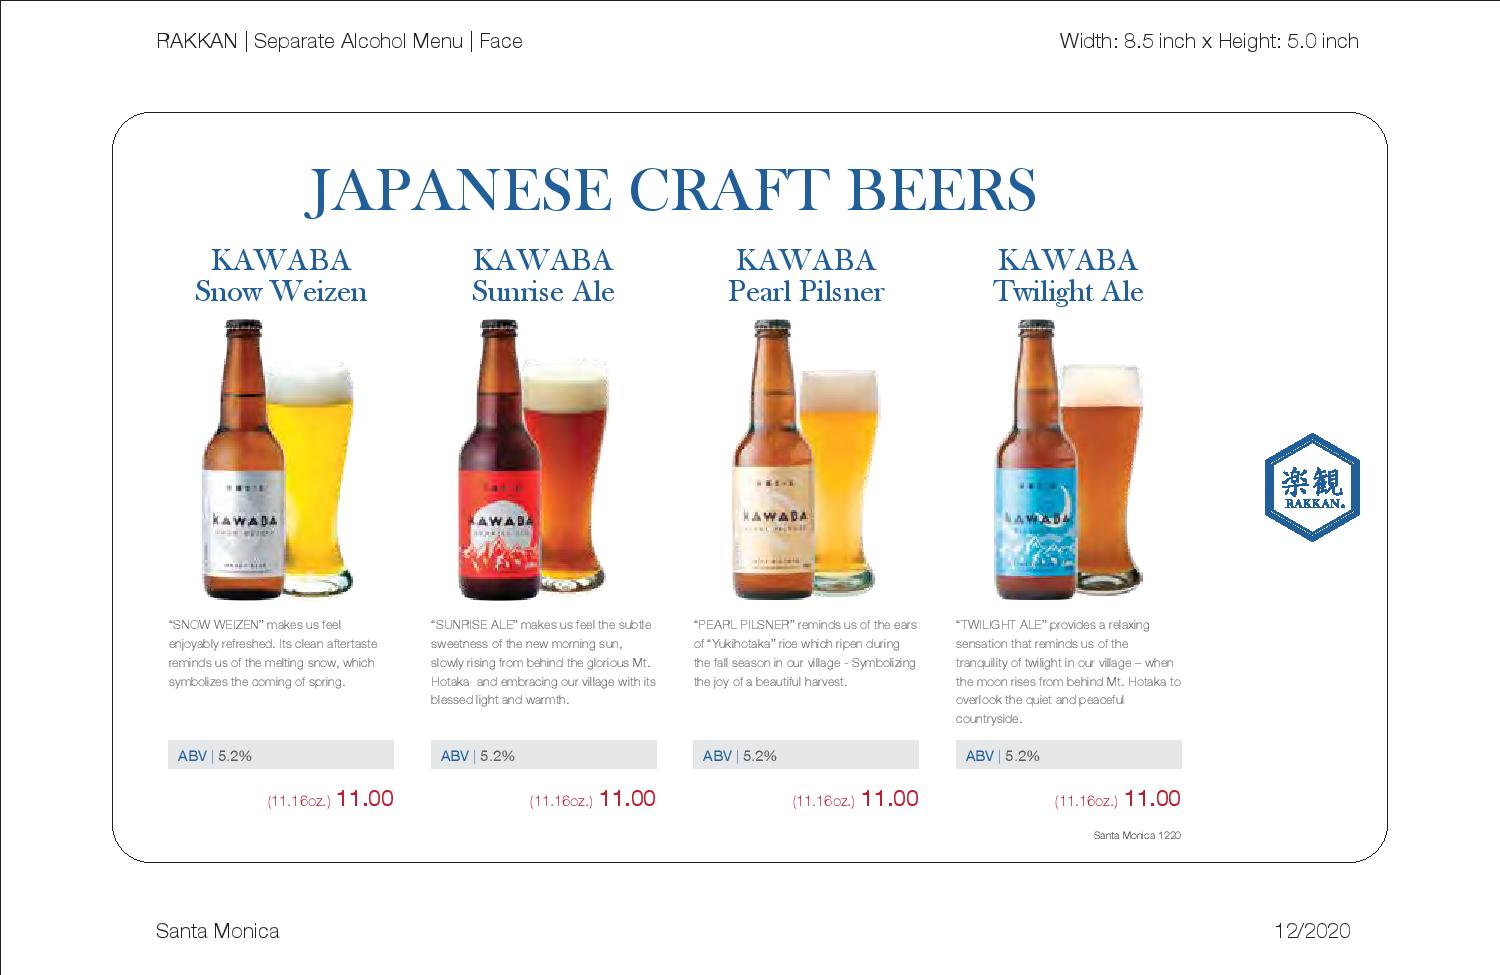 RAKKAN | Separate Alcohol Menu | Face
Width: 8.5 inch x Height: 5.0 inch
JAPANESE CRAFT BEERS
KAWABA
Snow Weizen
KAWABA
Sunrise Ale
KAWABA
Pearl Pilsner
KAWABA
Twilight Ale
KAWABA
SNOW WEIZEN
KAWABA
SUNRISE ALE
KAWABA
PEARL PILSNER
KAWABA
楽観
RAKKAN.
“SNOW WEIZEN” makes us feel
enjoyably refreshed. Its clean aftertaste
reminds us of the melting snow, which
symbolizes the coming of spring.
“SUNRISE ALE” makes us feel the subtle
sweetness of the new morning sun,
slowly rising from behind the glorious Mt.
Hotaka and embracing our village with its
blessed light and warmth.
“PEARL PILSNER” reminds us of the ears
of “Yukihotaka” rice which ripen during
the fall season in our village - Symbolizing
the joy of a beautiful harvest.
“TWILIGHT ALE” provides a relaxing
sensation that reminds us of the
tranquility of twilight in our village – when
the moon rises from behind Mt. Hotaka to
overlook the quiet and peaceful
countryside.
ABV | 5.2%
ABV | 5.2%
ABV | 5.2%
ABV | 5.2%
(11.16oz.) 11.00
(11.16oz.) 11.00
(11.16oz.) 11.00
(11.16oz.) 11.00
Santa Monica 1220
Santa Monica
12/2020